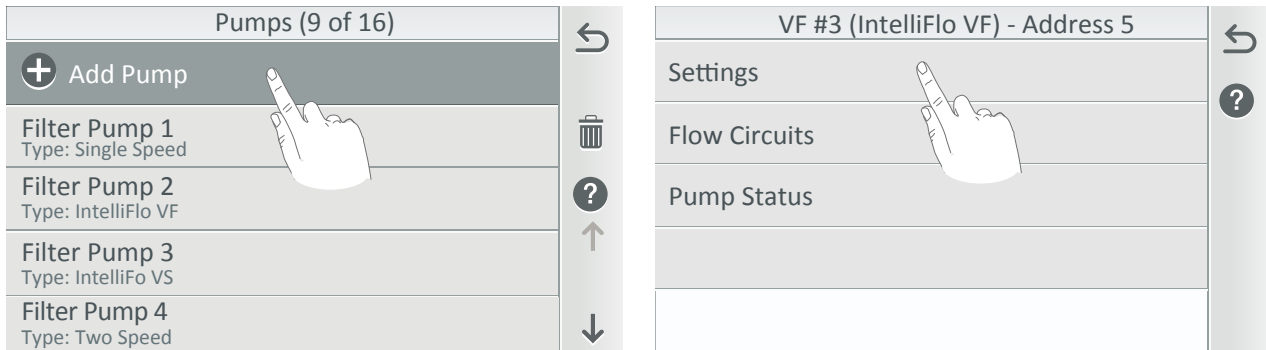 Pumps (9 of 16)
Add Pump
Filter Pump 1
Type: Single Speed
Filter Pump 2
Type: IntelliFlo VF
Filter Pump 3
Type: IntelliFo VS
Filter Pump 4
Type: Two Speed
?
VF #3 (IntelliFlo VF) - Address 5
Settings
Flow Circuits
Pump Status
?